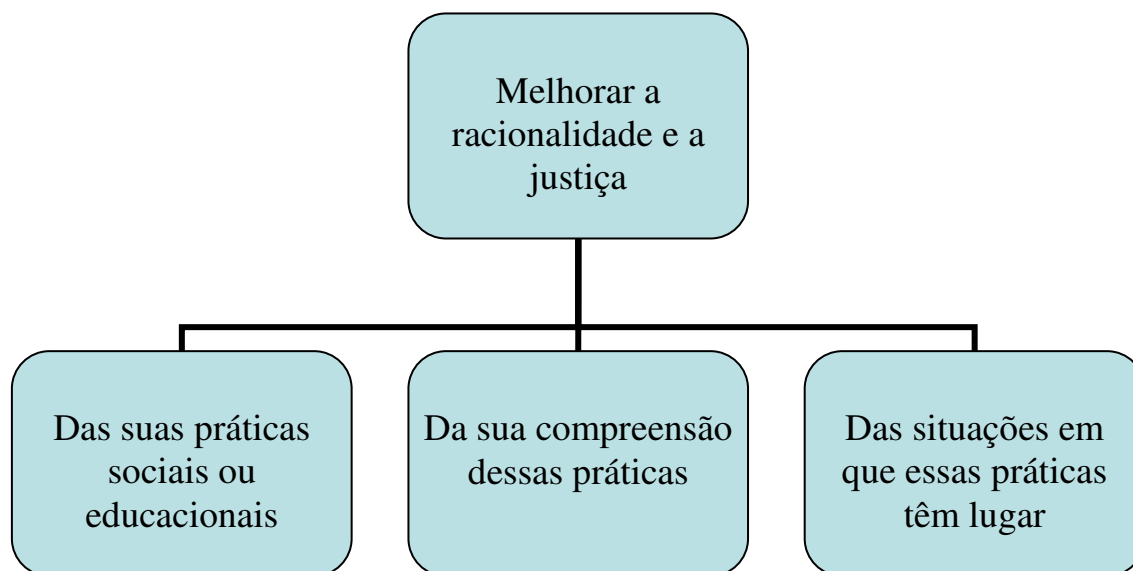 Melhorar a
racionalidade e a
justiça
Das suas práticas
sociais ou
educacionais
Da sua compreensão
dessas práticas
Das situações em
que essas práticas
têm lugar